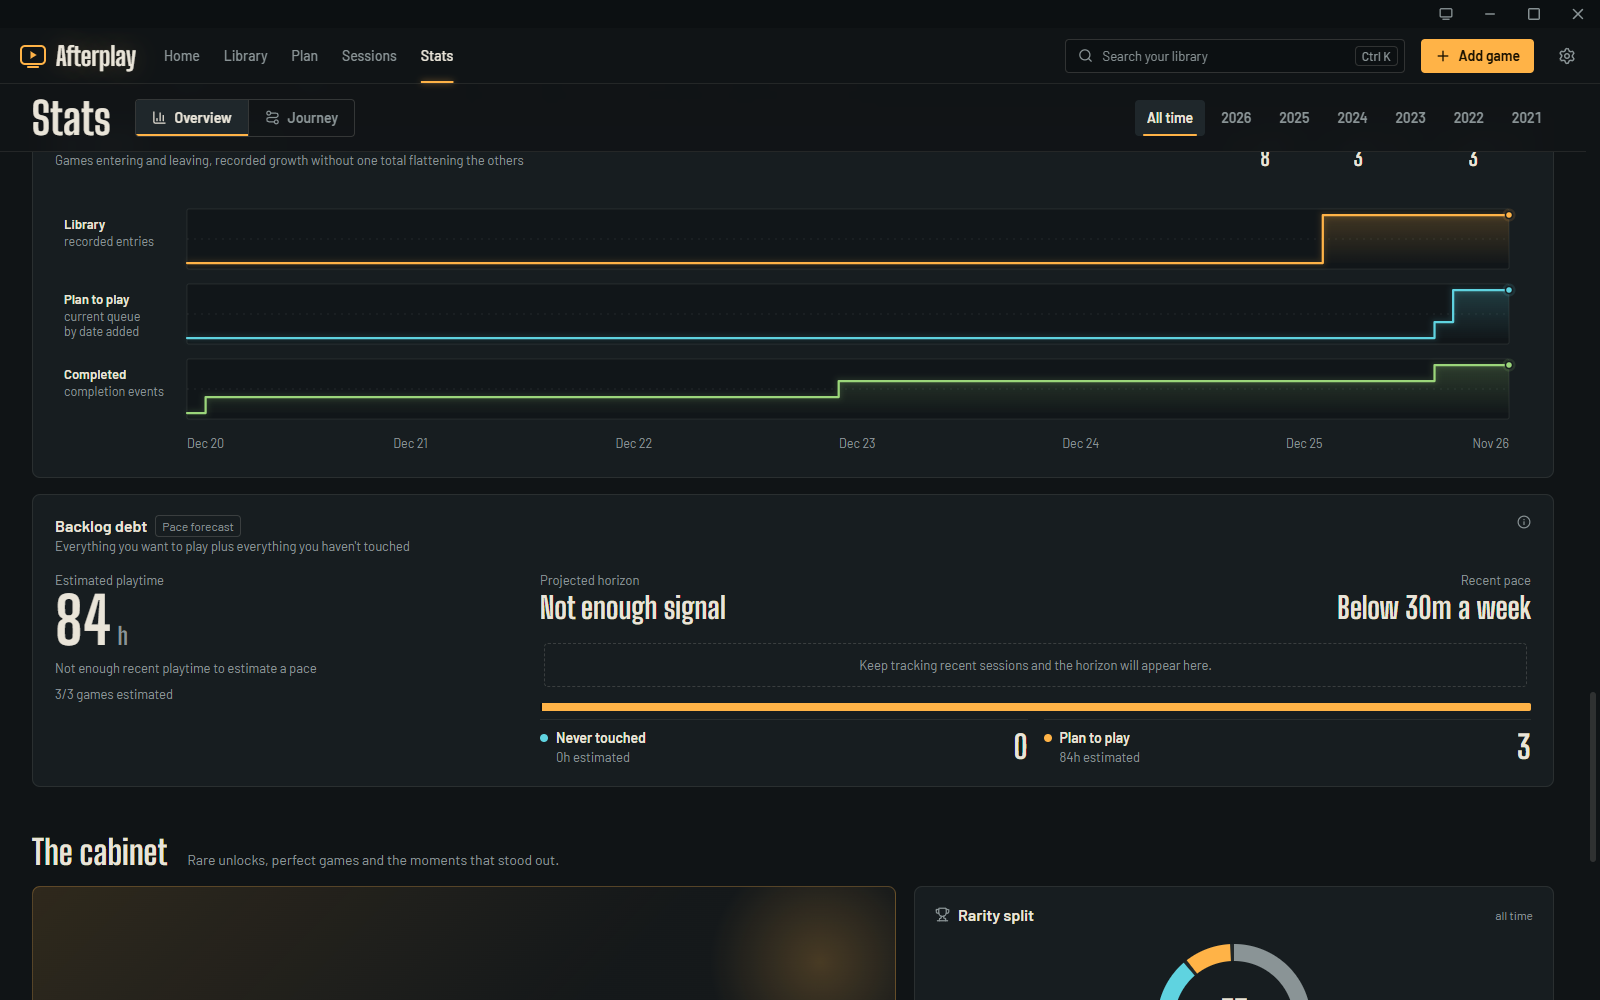 Afterplay
Home
Library
Plan
Sessions
Stats
Search your library
Ctrl K
Add game
Stats
Overview
Journey
All time
2026
2025
2024
2023
2022
2021
Games entering and leaving, recorded growth without one total flattening the others
8
3
3
Library
recorded entries
Plan to play
current queue
by date added
Completed
completion events
Dec 20
Dec 21
Dec 22
Dec 23
Dec 24
Dec 25
Nov 26
Backlog debt
Pace forecast
Everything you want to play plus everything you haven't touched
Estimated playtime
84 h
Not enough recent playtime to estimate a pace
3/3 games estimated
Projected horizon
Not enough signal
Recent pace
Below 30m a week
Keep tracking recent sessions and the horizon will appear here.
Never touched
0h estimated
0
Plan to play
84h estimated
3
The cabinet
Rare unlocks, perfect games and the moments that stood out.
Rarity split
all time